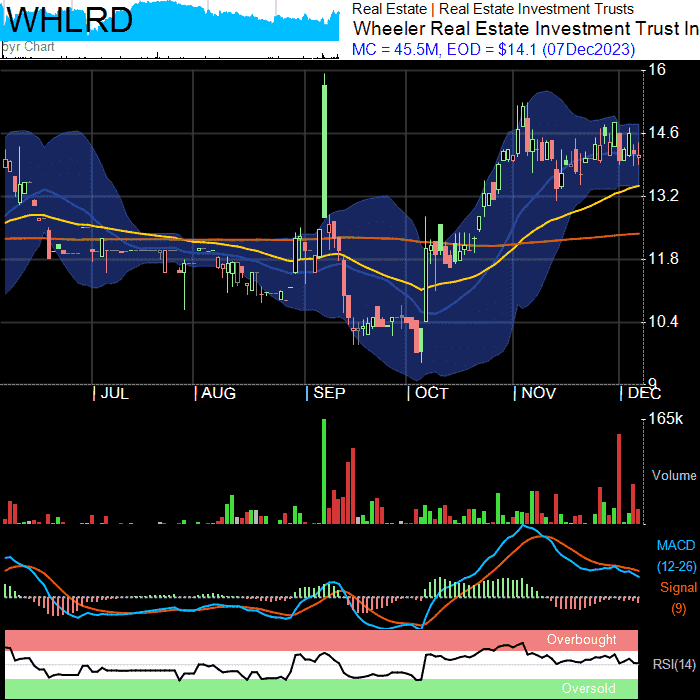 WHLRD
Real Estate | Real Estate Investment Trusts
Wheeler Real Estate Investment Trust In
MC = 45.5M, EOD = $14.1 (07Dec2023)
byr Chart
16
14.6
13.2
11.8
10.4
9
JUL
AUG
SEP
OCT
NOV
DEC
165k
Volume
MACD
(12-26)
Signal
(9)
Overbought
RSI(14)
Oversold